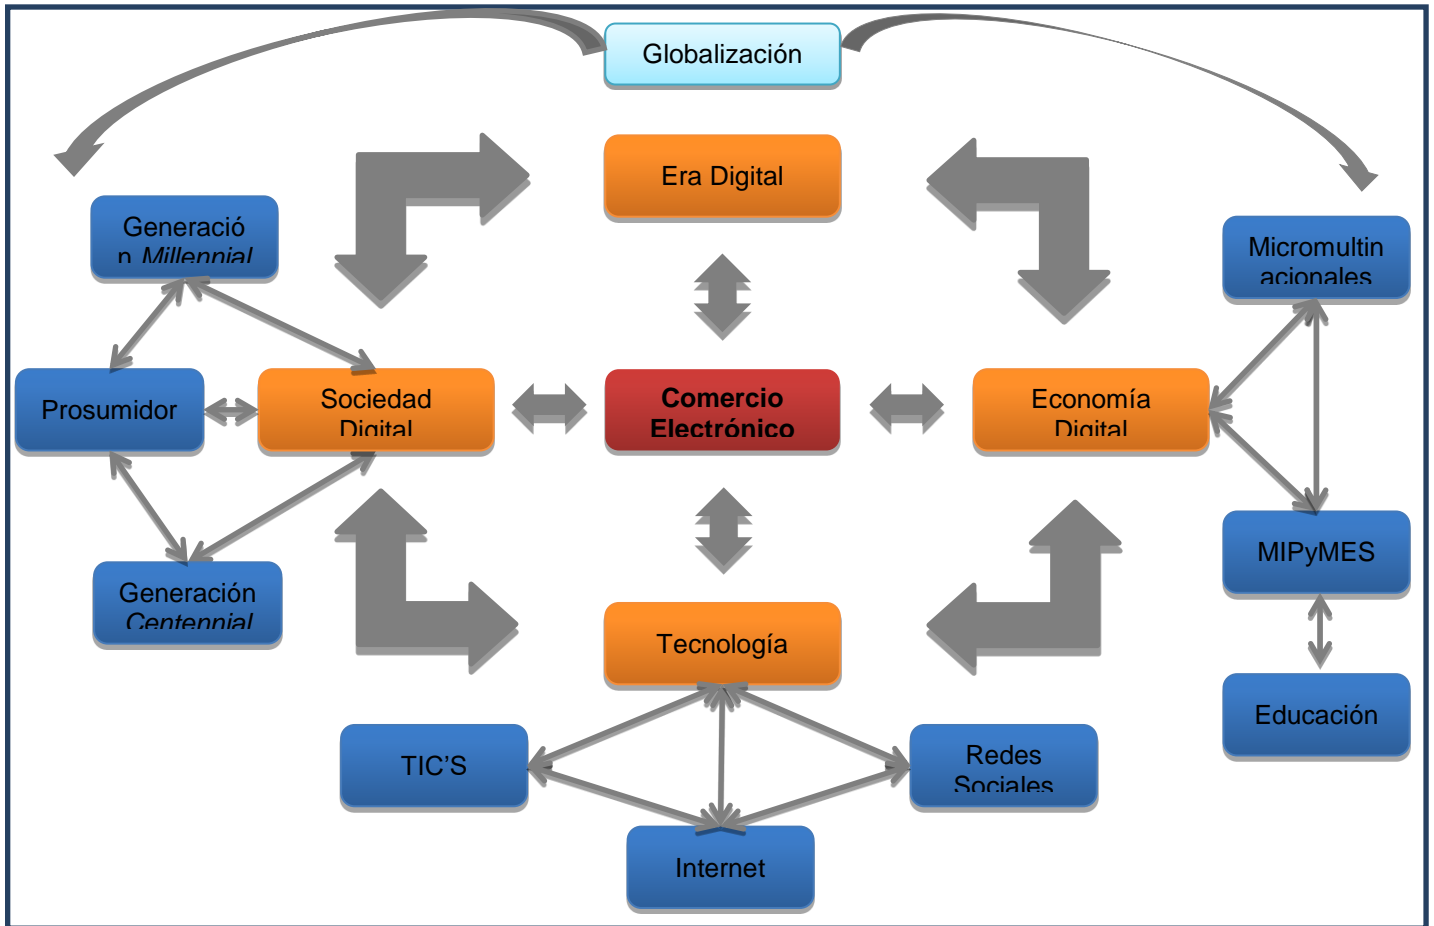 Globalización
Era Digital
Generació
n Millennial
Micromultin
acionales
Prosumidor
Sociedad
Digital
Comercio
Electrónico
Economía
Digital
MIPyMES
Generación
Centennial
Tecnología
Educación
TIC’S
Redes
Sociales
Internet